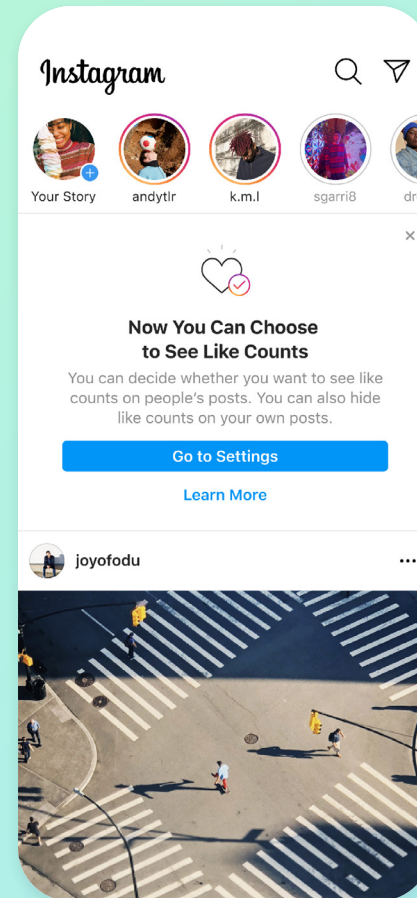 Instagram
Your Story
andytlr
k.m.l
sgarri8
Now You Can Choose
to See Like Counts
You can decide whether you want to see like
counts on people's posts. You can also hide
like counts on your own posts.
Go to Settings
Learn More
joyofodu